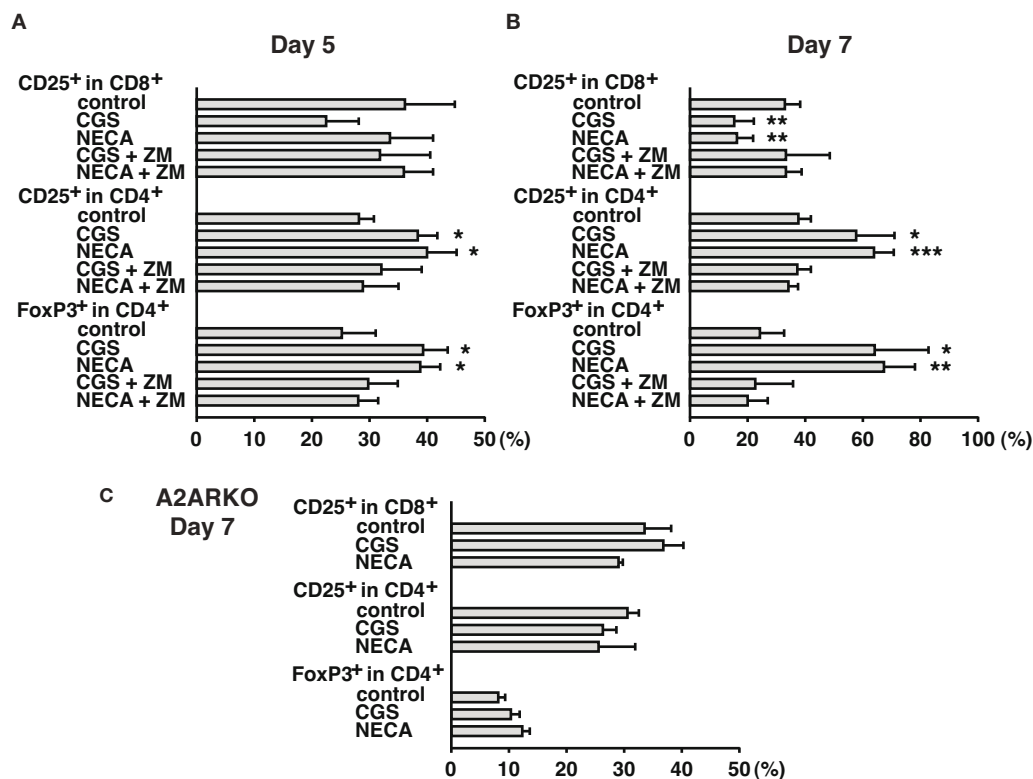 A
Day 5
CD25+ in CD8+
control
CGS
NECA
CGS + ZM
NECA + ZM
CD25+ in CD4+
control
CGS *
NECA *
CGS + ZM
NECA + ZM
FoxP3+ in CD4+
control
CGS *
NECA *
CGS + ZM
NECA + ZM
0 10 20 30 40 50 (%)
B
Day 7
CD25+ in CD8+
control
CGS **
NECA **
CGS + ZM
NECA + ZM
CD25+ in CD4+
control
CGS *
NECA ***
CGS + ZM
NECA + ZM
FoxP3+ in CD4+
control
CGS *
NECA **
CGS + ZM
NECA + ZM
0 20 40 60 80 100 (%)
C A2ARKO
Day 7
CD25+ in CD8+
control
CGS
NECA
CD25+ in CD4+
control
CGS
NECA
FoxP3+ in CD4+
control
CGS
NECA
0 10 20 30 40 50 (%)